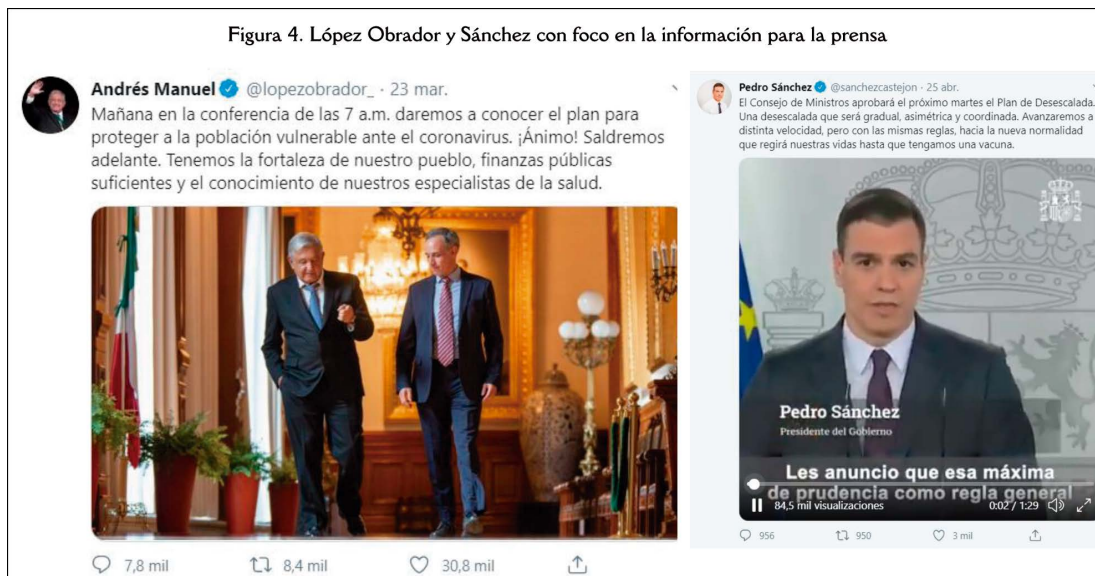 Figura 4. López Obrador y Sánchez con foco en la información para la prensa
Andrés Manuel @lopezobrador_ · 23 mar.
Mañana en la conferencia de las 7 a.m. daremos a conocer el plan para
proteger a la población vulnerable ante el coronavirus. ¡Ánimo! Saldremos
adelante. Tenemos la fortaleza de nuestro pueblo, finanzas públicas
suficientes y el conocimiento de nuestros especialistas de la salud.
7,8 mil 8,4 mil 30,8 mil
Pedro Sánchez @sanchezcastejon · 25 abr.
El Consejo de Ministros aprobará el próximo martes el Plan de Desescalada.
Una desescalada que será gradual, asimétrica y coordinada. Avanzaremos a
distinta velocidad, pero con las mismas reglas, hacia la nueva normalidad
que regirá nuestras vidas hasta que tengamos una vacuna.
Pedro Sánchez
Presidente del Gobierno
Les anuncio que esa máxima
de prudencia como regla general
84,5 mil visualizaciones 0:02 / 1:29
956 950 3 mil